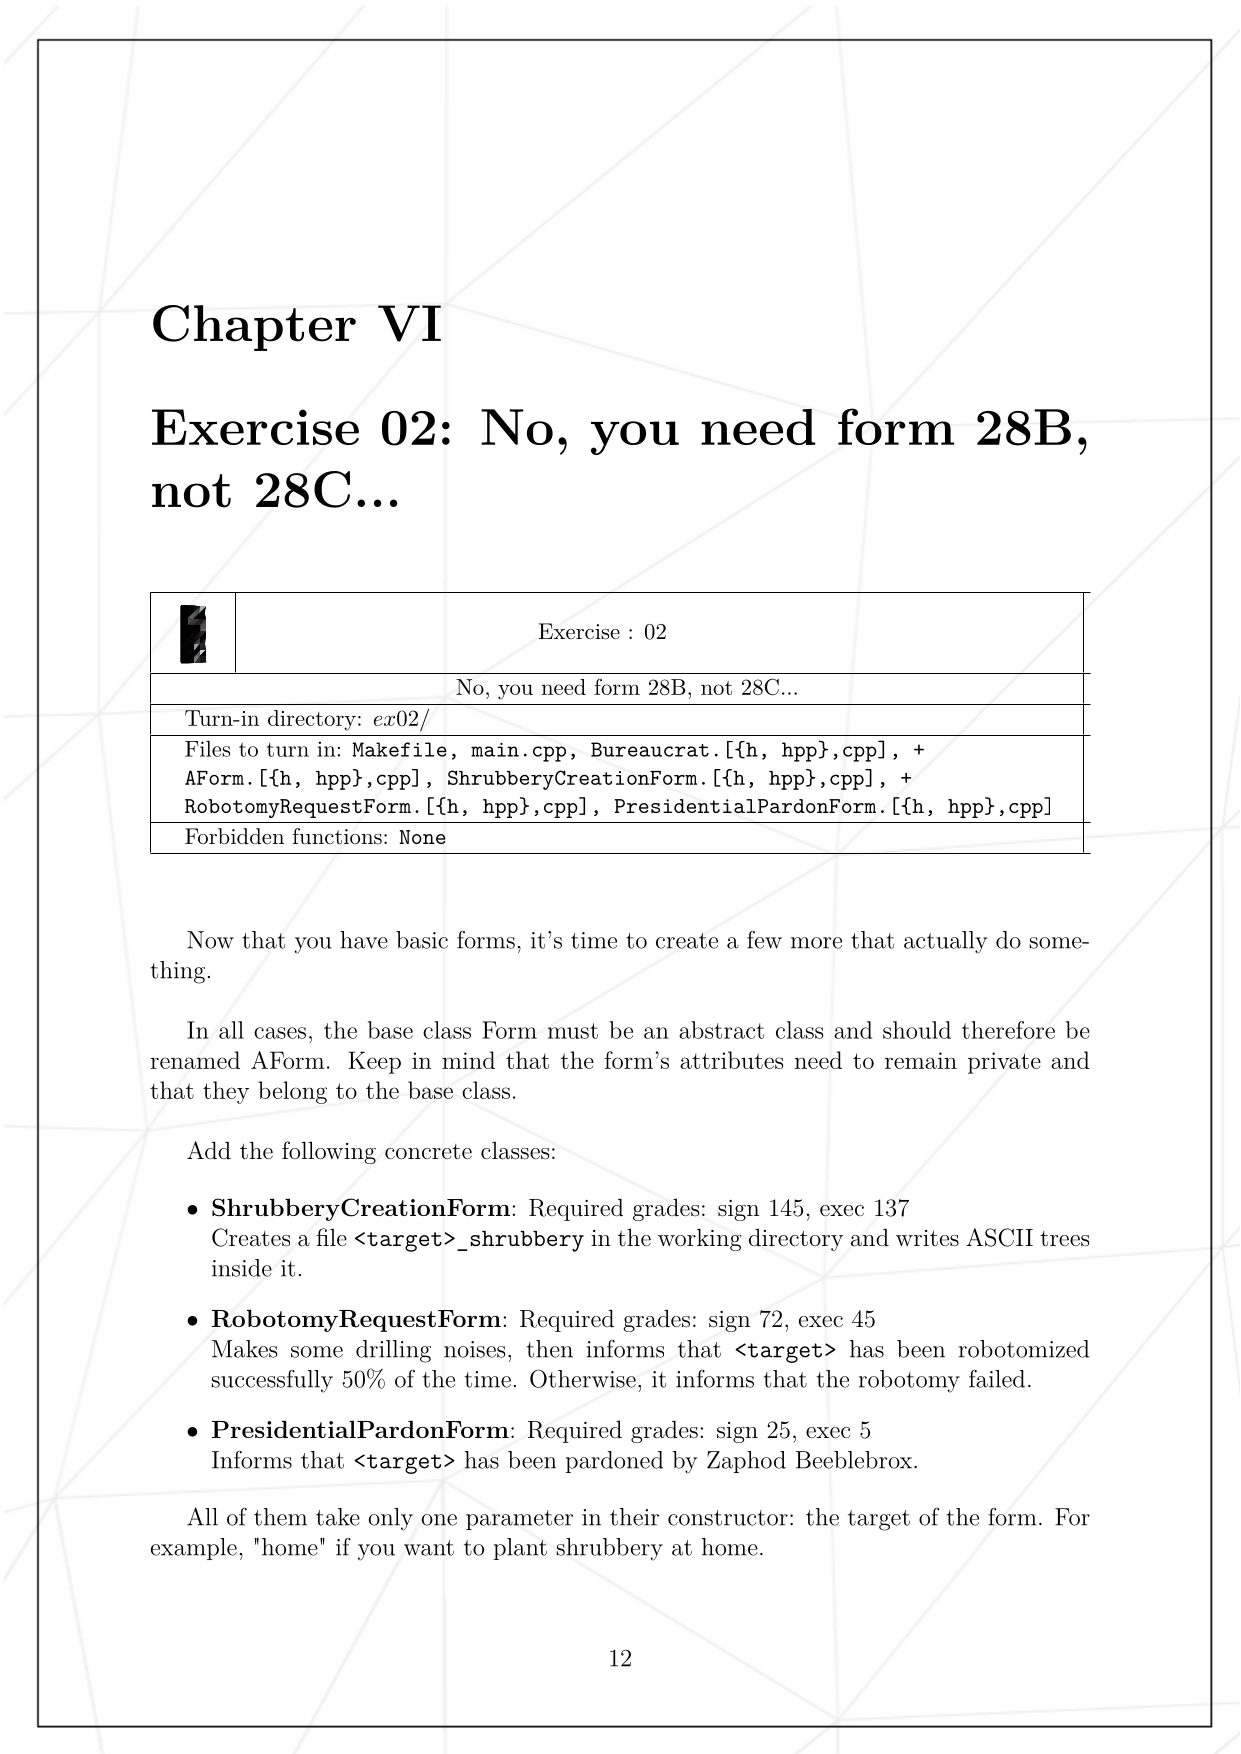 Chapter VI
Exercise 02: No, you need form 28B,
not 28C...
Exercise : 02
No, you need form 28B, not 28C...
Turn-in directory: ex02/
Files to turn in: Makefile, main.cpp, Bureaucrat.[{h, hpp},cpp], +
AForm.[{h, hpp},cpp], ShrubberyCreationForm.[{h, hpp},cpp], +
RobotomyRequestForm.[{h, hpp},cpp], PresidentialPardonForm.[{h, hpp},cpp]
Forbidden functions: None
Now that you have basic forms, it's time to create a few more that actually do some-
thing.
In all cases, the base class Form must be an abstract class and should therefore be
renamed AForm. Keep in mind that the form's attributes need to remain private and
that they belong to the base class.
Add the following concrete classes:
• ShrubberyCreationForm: Required grades: sign 145, exec 137
Creates a file <target>_shrubbery in the working directory and writes ASCII trees
inside it.
• RobotomyRequestForm: Required grades: sign 72, exec 45
Makes some drilling noises, then informs that <target> has been robotomized
successfully 50% of the time. Otherwise, it informs that the robotomy failed.
• PresidentialPardonForm: Required grades: sign 25, exec 5
Informs that <target> has been pardoned by Zaphod Beeblebrox.
All of them take only one parameter in their constructor: the target of the form. For
example, "home" if you want to plant shrubbery at home.
12